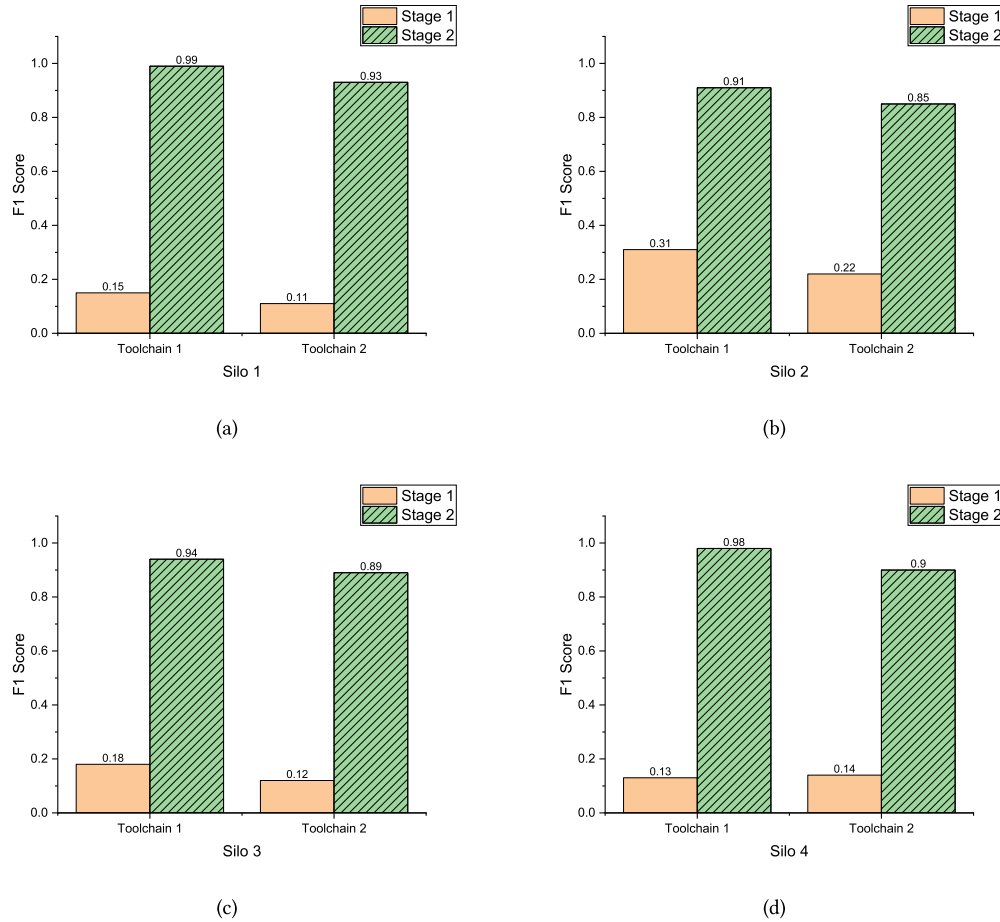 Stage 1
Stage 2
1.0
0.8
0.6
0.4
0.2
0.0
F1 Score
0.99
0.93
0.15
0.11
Toolchain 1 Toolchain 2
Silo 1
(a)
Stage 1
Stage 2
1.0
0.8
0.6
0.4
0.2
0.0
F1 Score
0.91
0.85
0.31
0.22
Toolchain 1 Toolchain 2
Silo 2
(b)
Stage 1
Stage 2
1.0
0.8
0.6
0.4
0.2
0.0
F1 Score
0.94
0.89
0.18
0.12
Toolchain 1 Toolchain 2
Silo 3
(c)
Stage 1
Stage 2
1.0
0.8
0.6
0.4
0.2
0.0
F1 Score
0.98
0.9
0.13
0.14
Toolchain 1 Toolchain 2
Silo 4
(d)